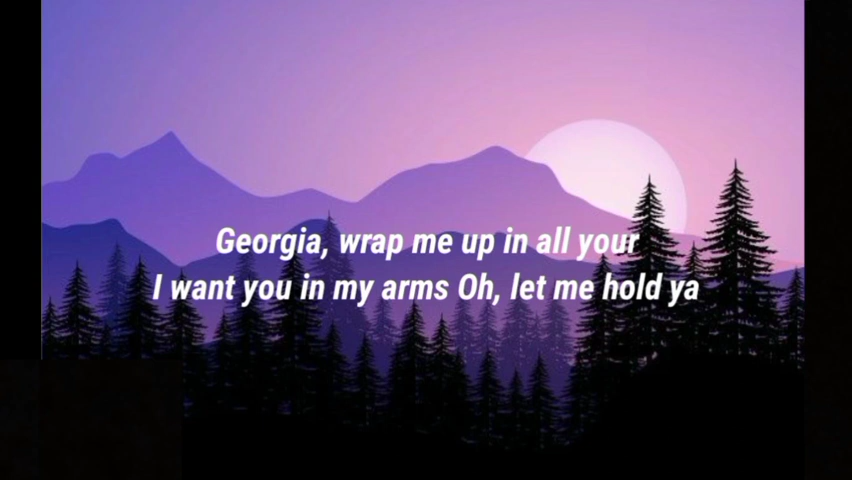 Georgia, wrap me up in all your
I want you in my arms Oh, let me hold ya